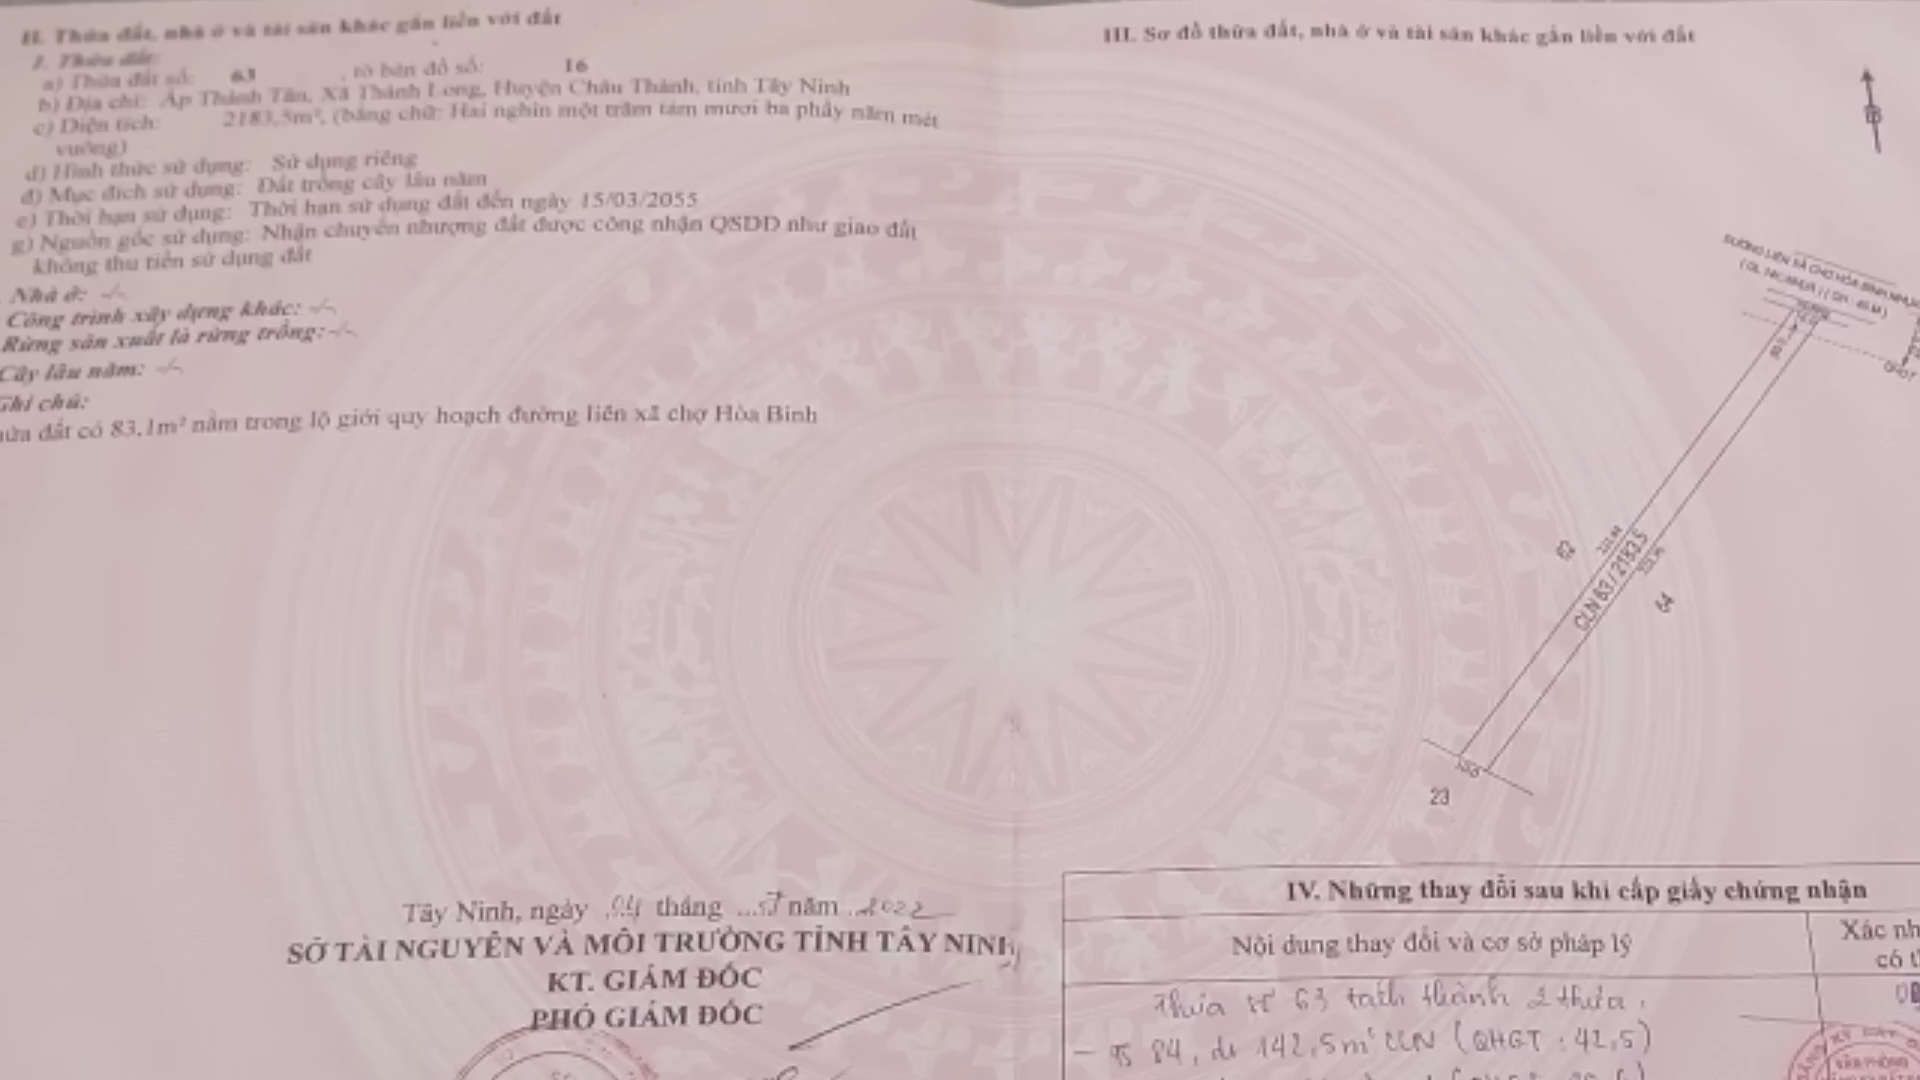 II. Thửa đất, nhà ở và tài sản khác gắn liền với đất
1. Thửa đất:
a) Thửa đất số: 63 , tờ bản đồ số: 16
b) Địa chỉ: Ấp Thành Tân, Xã Thành Long, Huyện Châu Thành, tỉnh Tây Ninh
c) Diện tích: 2183,5m², (bằng chữ: Hai nghìn một trăm tám mươi ba phẩy năm mét
vuông)
d) Hình thức sử dụng: Sử dụng riêng
đ) Mục đích sử dụng: Đất trồng cây lâu năm
e) Thời hạn sử dụng: Thời hạn sử dụng đất đến ngày 15/03/2055
g) Nguồn gốc sử dụng: Nhận chuyển nhượng đất được công nhận QSDĐ như giao đất
không thu tiền sử dụng đất
Nhà ở: -/-
Công trình xây dựng khác: -/-
Rừng sản xuất là rừng trồng: -/-
Cây lâu năm: -/-
Ghi chú:
đất có 83,1m² nằm trong lộ giới quy hoạch đường liên xã chợ Hòa Bình
Tây Ninh, ngày 04 tháng 5 năm 2022
SỞ TÀI NGUYÊN VÀ MÔI TRƯỜNG TỈNH TÂY NINH
KT. GIÁM ĐỐC
PHÓ GIÁM ĐỐC
III. Sơ đồ thửa đất, nhà ở và tài sản khác gắn liền với đất
B
ĐƯỜNG LIÊN XÃ CHỢ HÒA BÌNH
62
CLN 63 / 2183.5
64
23
IV. Những thay đổi sau khi cấp giấy chứng nhận
Nội dung thay đổi và cơ sở pháp lý
Xác
có
Thửa số 63 tách thành 2 thửa.
- 84, dt 142,5m² CLN (QHGT : 42,5)
VĂN PHÒNG